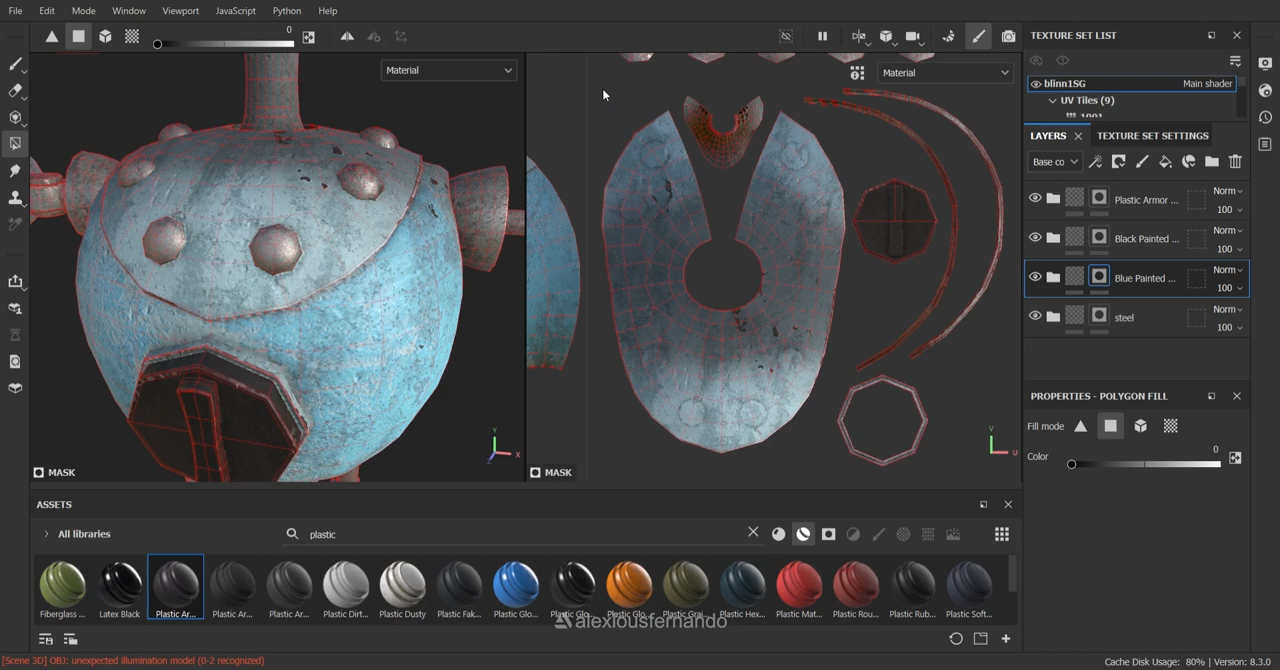 File Edit Mode Window Viewport JavaScript Python Help
0
TEXTURE SET LIST
Material
Material
blinn1SG Main shader
UV Tiles (9)
LAYERS TEXTURE SET SETTINGS
Base co
Plastic Armor ... Norm 100
Black Painted ... Norm 100
Blue Painted ... Norm 100
steel Norm 100
PROPERTIES - POLYGON FILL
Fill mode
Color 0
Y
X
Z
Y
U
MASK
MASK
ASSETS
All libraries
plastic
Fiberglass ... Latex Black Plastic Ar... Plastic Ar... Plastic Ar... Plastic Dirt... Plastic Dusty Plastic Fak... Plastic Glo... Plastic Glo... Plastic Glo... Plastic Grai... Plastic Hex... Plastic Mat... Plastic Rou... Plastic Rub... Plastic Soft...
alexiousfernando
[Scene 3D] OBJ: unexpected illumination model (0-2 recognized)
Cache Disk Usage: 80% | Version: 8.3.0